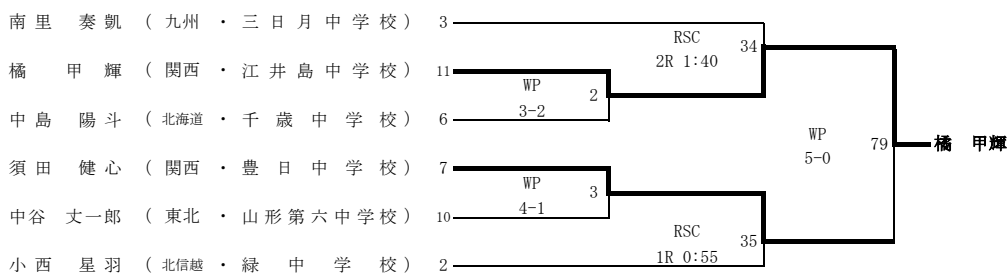 南里 奏凱 ( 九州 ・ 三日月中学校 ) 3
RSC 34
2R 1:40
橘 甲輝 ( 関西 ・ 江井島中学校 ) 11
WP 2
3-2
中島 陽斗 ( 北海道 ・ 千歳中学校 ) 6
WP 79 橘 甲輝
5-0
須田 健心 ( 関西 ・ 豊日中学校 ) 7
WP 3
4-1
中谷 丈一郎 ( 東北 ・ 山形第六中学校 ) 10
RSC 35
1R 0:55
小西 星羽 ( 北信越 ・ 緑中学校 ) 2